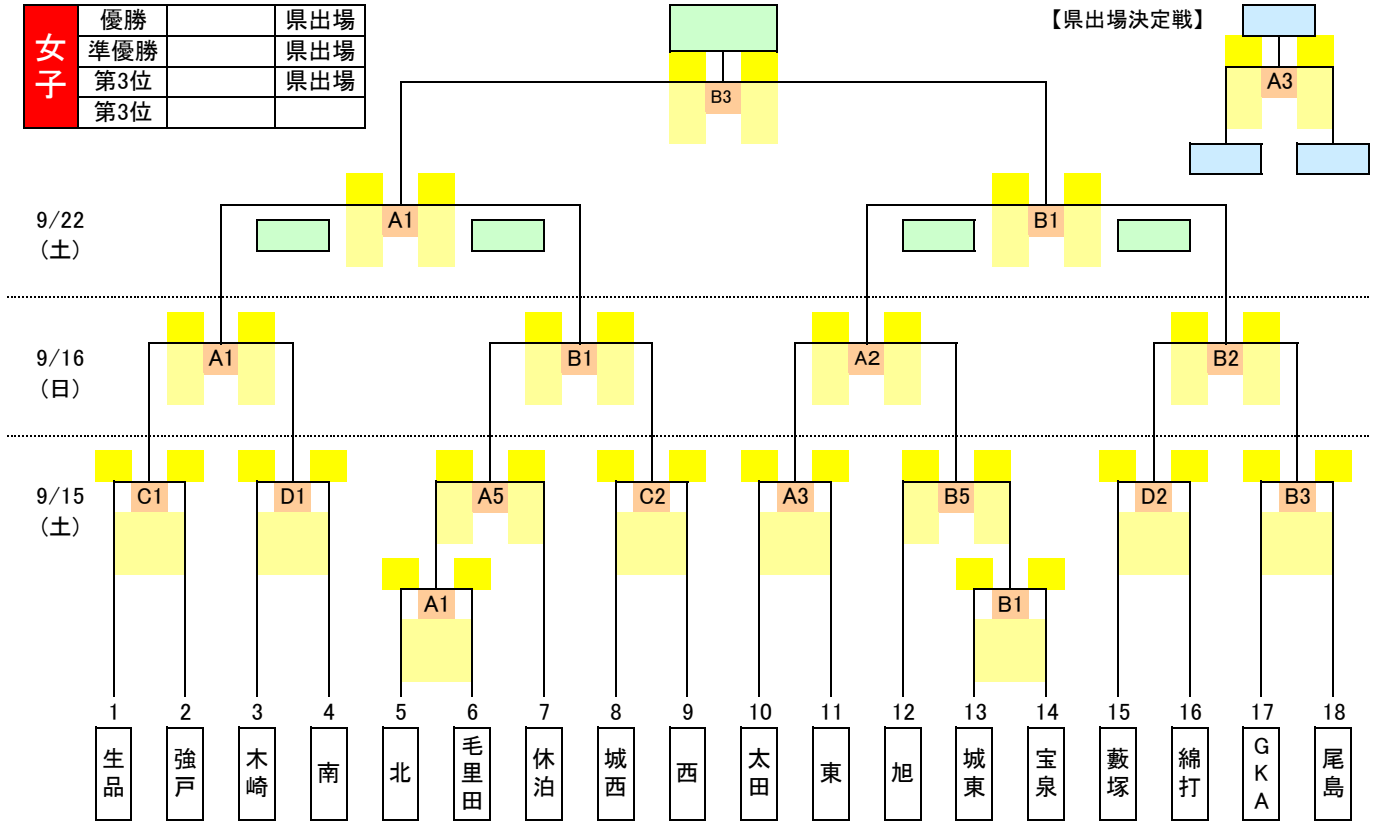 女子
優勝 県出場
準優勝 県出場
第3位 県出場
第3位
【県出場決定戦】
A3
B3
9/22
(土)
A1 B1
9/16
(日)
A1 B1 A2 B2
9/15
(土)
C1 D1 A5 C2 A3 B5 D2 B3
A1 B1
1 2 3 4 5 6 7 8 9 10 11 12 13 14 15 16 17 18
生品
強戸
木崎
南
北
毛里田
休泊
城西
西
太田
東
旭
城東
宝泉
藪塚
綿打
GKA
尾島